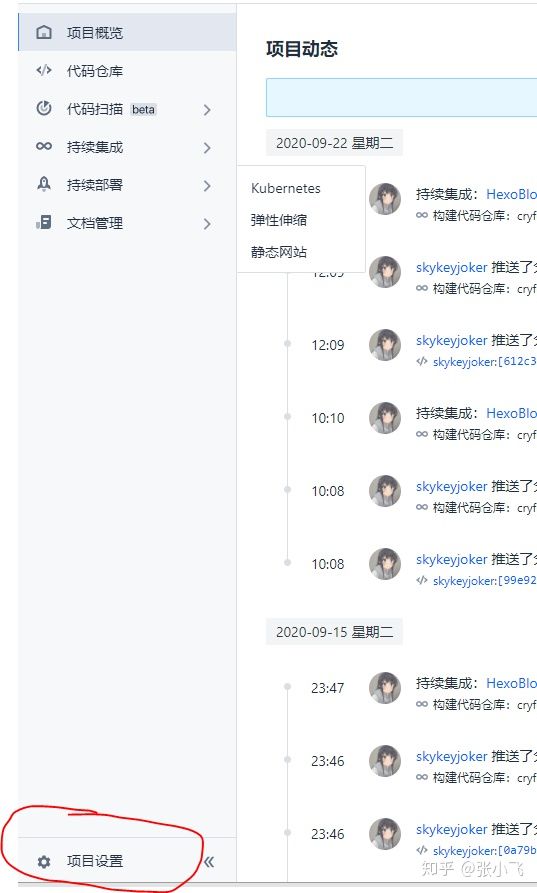 项目概览
代码仓库
代码扫描 beta
持续集成
持续部署
文档管理
Kubernetes
弹性伸缩
静态网站
项目动态
2020-09-22 星期二
持续集成：HexoBlo
构建代码仓库：cryf
12:09
skykeyjoker 推送了
构建代码仓库：cryf
12:09
skykeyjoker 推送了
skykeyjoker:[612c3
10:10
持续集成：HexoBlo
构建代码仓库：cryf
10:08
skykeyjoker 推送了
构建代码仓库：cryf
10:08
skykeyjoker 推送了
skykeyjoker:[99e92
2020-09-15 星期二
23:47
持续集成：HexoBlo
构建代码仓库：cryf
23:46
skykeyjoker 推送了
构建代码仓库：cryf
23:46
skykeyjoker 推送了
skykeyjoker:[0a79b
项目设置
知乎 @张小飞